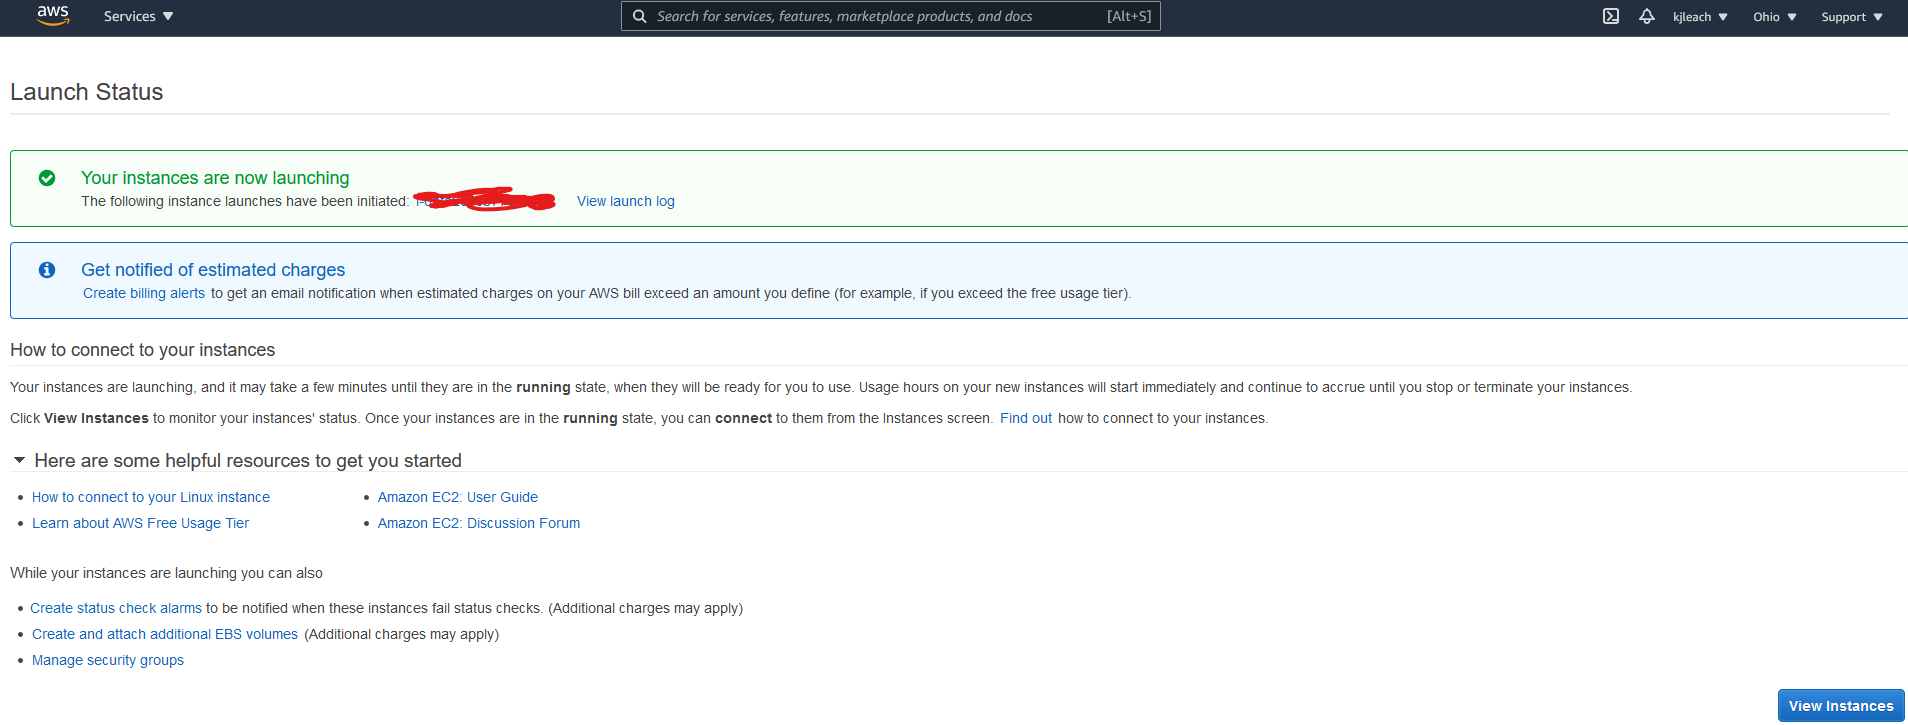 aws Services Search for services, features, marketplace products, and docs [Alt+S] kjleach Ohio Support
Launch Status
Your instances are now launching
The following instance launches have been initiated: View launch log
Get notified of estimated charges
Create billing alerts to get an email notification when estimated charges on your AWS bill exceed an amount you define (for example, if you exceed the free usage tier).
How to connect to your instances
Your instances are launching, and it may take a few minutes until they are in the running state, when they will be ready for you to use. Usage hours on your new instances will start immediately and continue to accrue until you stop or terminate your instances.
Click View Instances to monitor your instances' status. Once your instances are in the running state, you can connect to them from the Instances screen. Find out how to connect to your instances.
Here are some helpful resources to get you started
• How to connect to your Linux instance • Amazon EC2: User Guide
• Learn about AWS Free Usage Tier • Amazon EC2: Discussion Forum
While your instances are launching you can also
• Create status check alarms to be notified when these instances fail status checks. (Additional charges may apply)
• Create and attach additional EBS volumes (Additional charges may apply)
• Manage security groups
View Instances